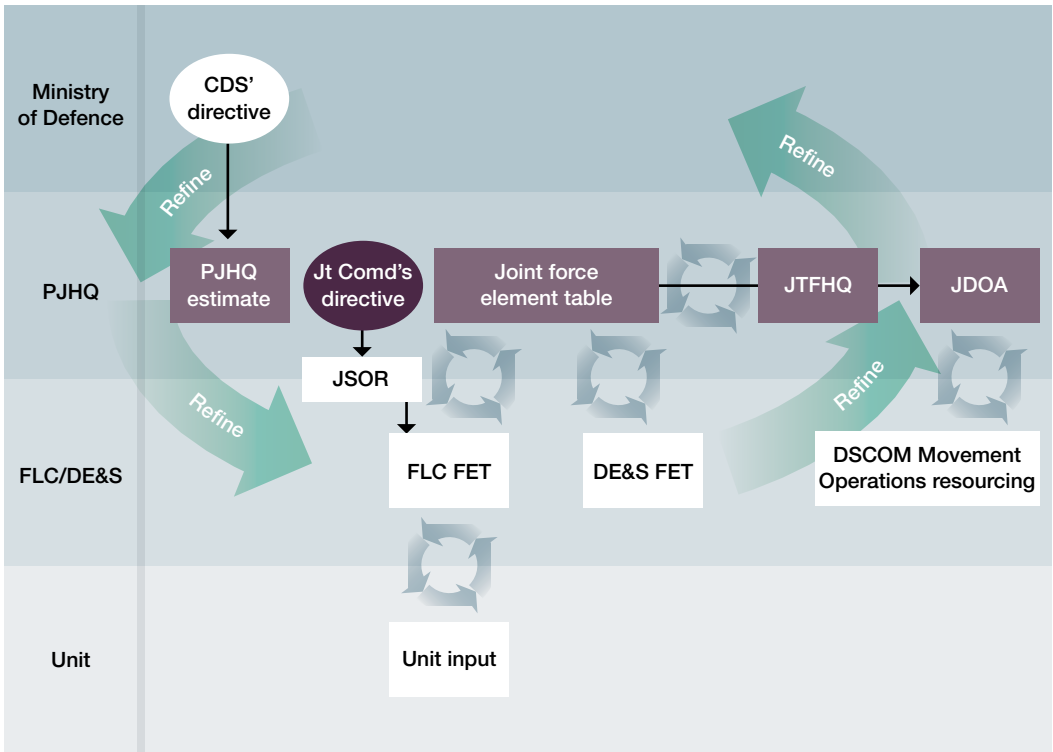 Ministry
of Defence
CDS’
directive
Refine
Refine
PJHQ
PJHQ
estimate
Jt Comd’s
directive
Joint force
element table
JTFHQ
JDOA
JSOR
Refine
Refine
FLC/DE&S
FLC FET
DE&S FET
DSCOM Movement
Operations resourcing
Unit
Unit input